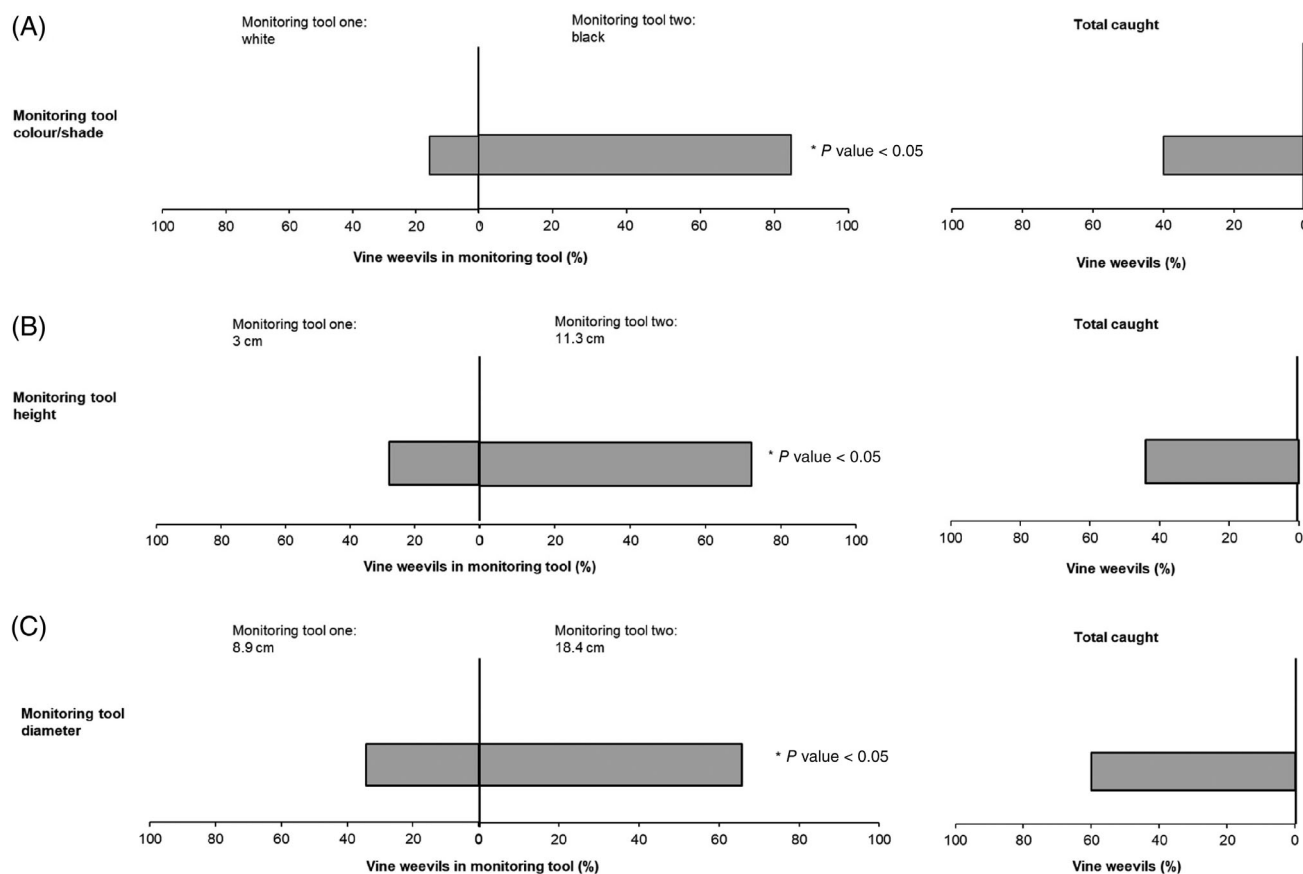 (A)
Monitoring tool one:
white
Monitoring tool two:
black
Total caught
Monitoring tool
colour/shade
* P value < 0.05
100 80 60 40 20 0 20 40 60 80 100
Vine weevils in monitoring tool (%)
100 80 60 40 20 0
Vine weevils (%)
(B)
Monitoring tool one:
3 cm
Monitoring tool two:
11.3 cm
Total caught
Monitoring tool
height
* P value < 0.05
100 80 60 40 20 0 20 40 60 80 100
Vine weevils in monitoring tool (%)
100 80 60 40 20 0
Vine weevils (%)
(C)
Monitoring tool one:
8.9 cm
Monitoring tool two:
18.4 cm
Total caught
Monitoring tool
diameter
* P value < 0.05
100 80 60 40 20 0 20 40 60 80 100
Vine weevils in monitoring tool (%)
100 80 60 40 20 0
Vine weevils (%)